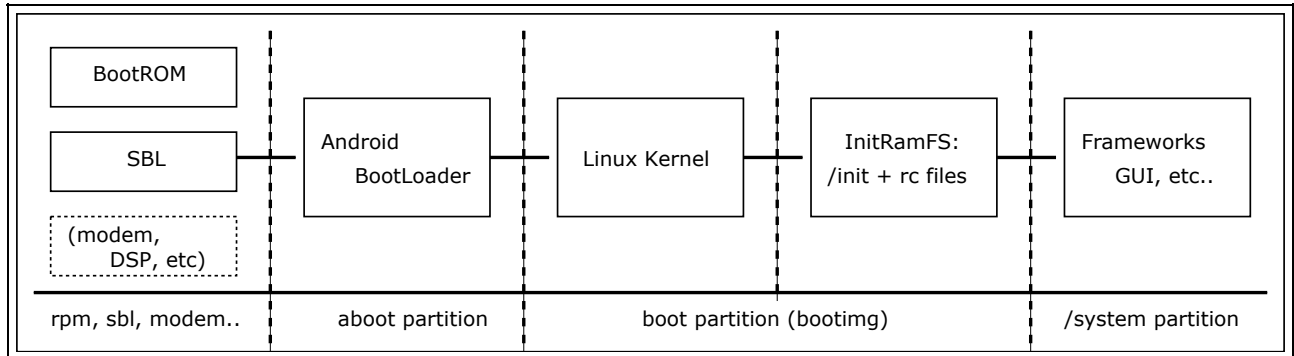 BootROM
SBL
(modem,
DSP, etc)
Android
BootLoader
Linux Kernel
InitRamFS:
/init + rc files
Frameworks
GUI, etc..
rpm, sbl, modem..
aboot partition
boot partition (bootimg)
/system partition